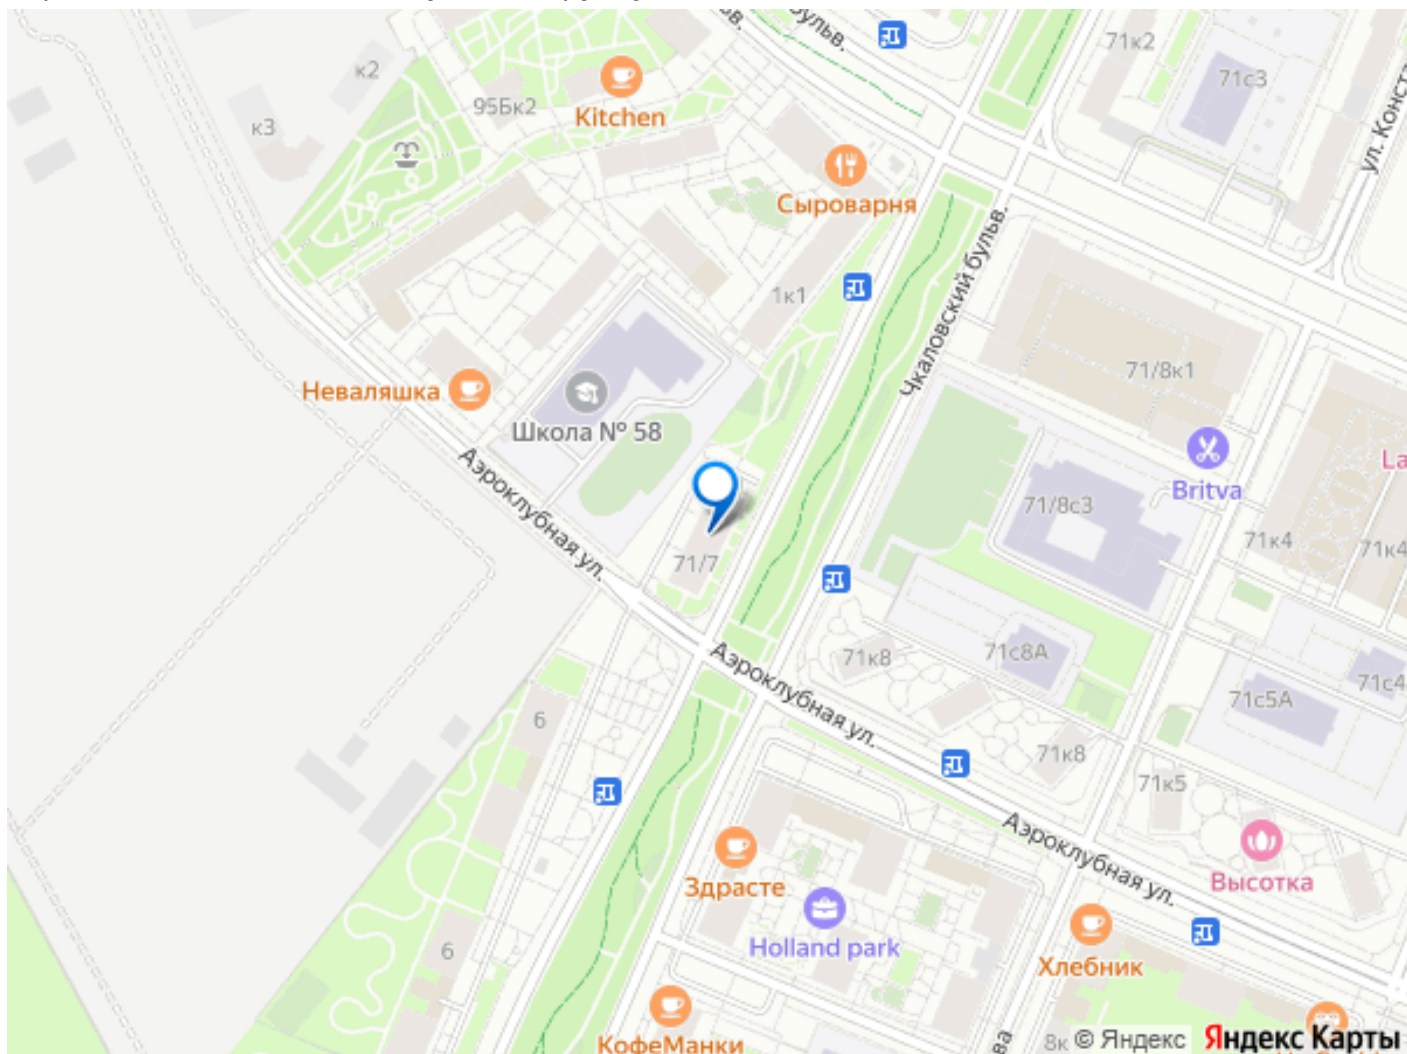 бульв.
71к2
к2
71с3
95Бк2
Kitchen
к3
ул. Конста
Сыроварня
Чкаловский бульв.
1к1
71/8к1
Неваляшка
Школа № 58
La
Britva
Аэроклубная ул.
71/8с3
71к4
71к4
71/7
Аэроклубная ул.
71к8
71с8А
71с4
71с5А
6
71к8
71к5
Аэроклубная ул.
Здрасте
Высотка
Holland park
6
Хлебник
КофеМанки
8к
© Яндекс Яндекс Карты